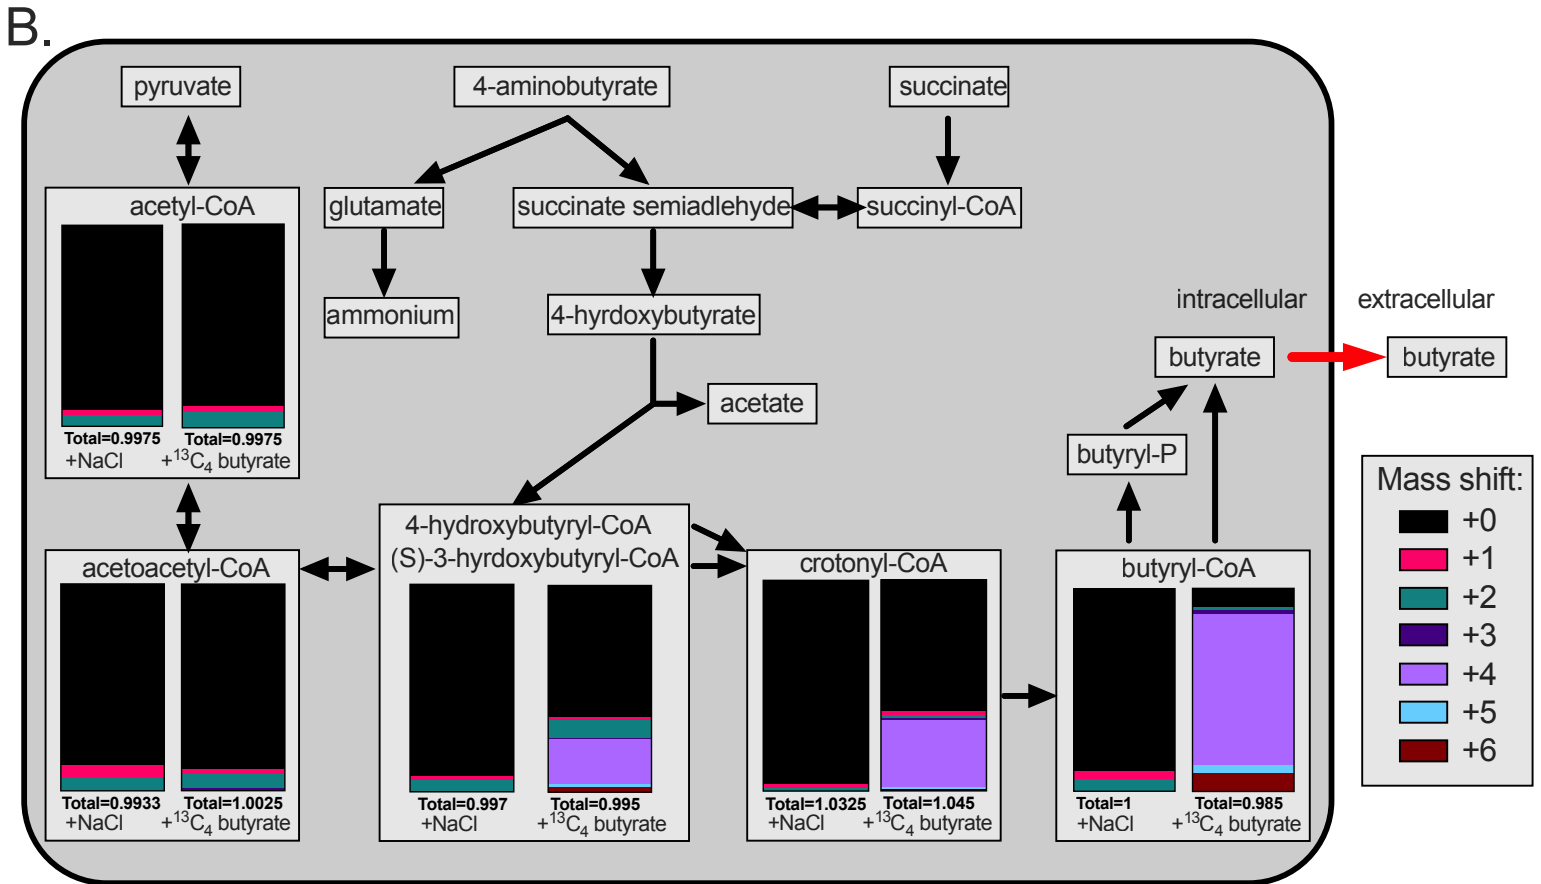 B.
pyruvate
4-aminobutyrate
succinate
acetyl-CoA
glutamate
succinate semiadlehyde
succinyl-CoA
ammonium
4-hyrdoxybutyrate
intracellular
extracellular
butyrate
butyrate
acetate
Total=0.9975
Total=0.9975
+NaCl
+13C4 butyrate
butyryl-P
Mass shift:
+0
+1
+2
+3
+4
+5
+6
acetoacetyl-CoA
Total=0.9933
Total=1.0025
+NaCl
+13C4 butyrate
4-hydroxybutyryl-CoA
(S)-3-hyrdoxybutyryl-CoA
Total=0.997
Total=0.995
+NaCl
+13C4 butyrate
crotonyl-CoA
Total=1.0325
Total=1.045
+NaCl
+13C4 butyrate
butyryl-CoA
Total=1
Total=0.985
+NaCl
+13C4 butyrate